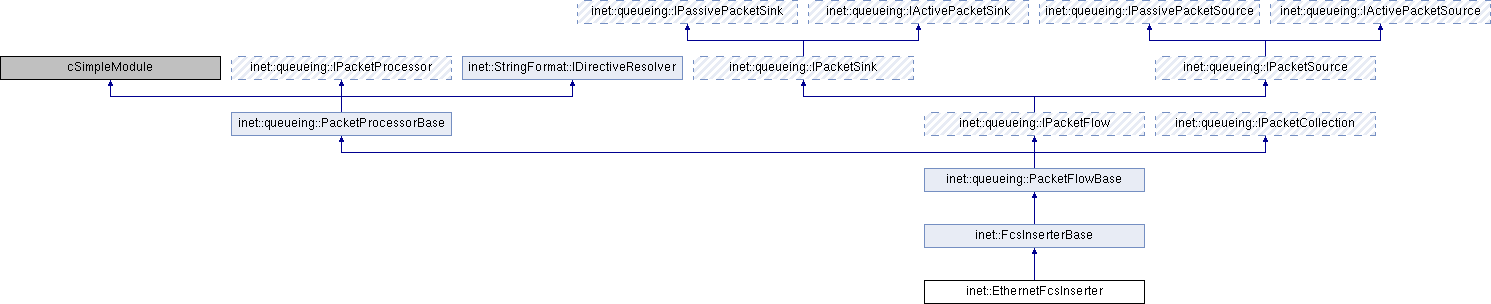 inet::queueing::IPassivePacketSink
inet::queueing::IActivePacketSink
inet::queueing::IPassivePacketSource
inet::queueing::IActivePacketSource
cSimpleModule
inet::queueing::IPacketProcessor
inet::StringFormat::IDirectiveResolver
inet::queueing::IPacketSink
inet::queueing::IPacketSource
inet::queueing::PacketProcessorBase
inet::queueing::IPacketFlow
inet::queueing::IPacketCollection
inet::queueing::PacketFlowBase
inet::FcsInserterBase
inet::EthernetFcsInserter